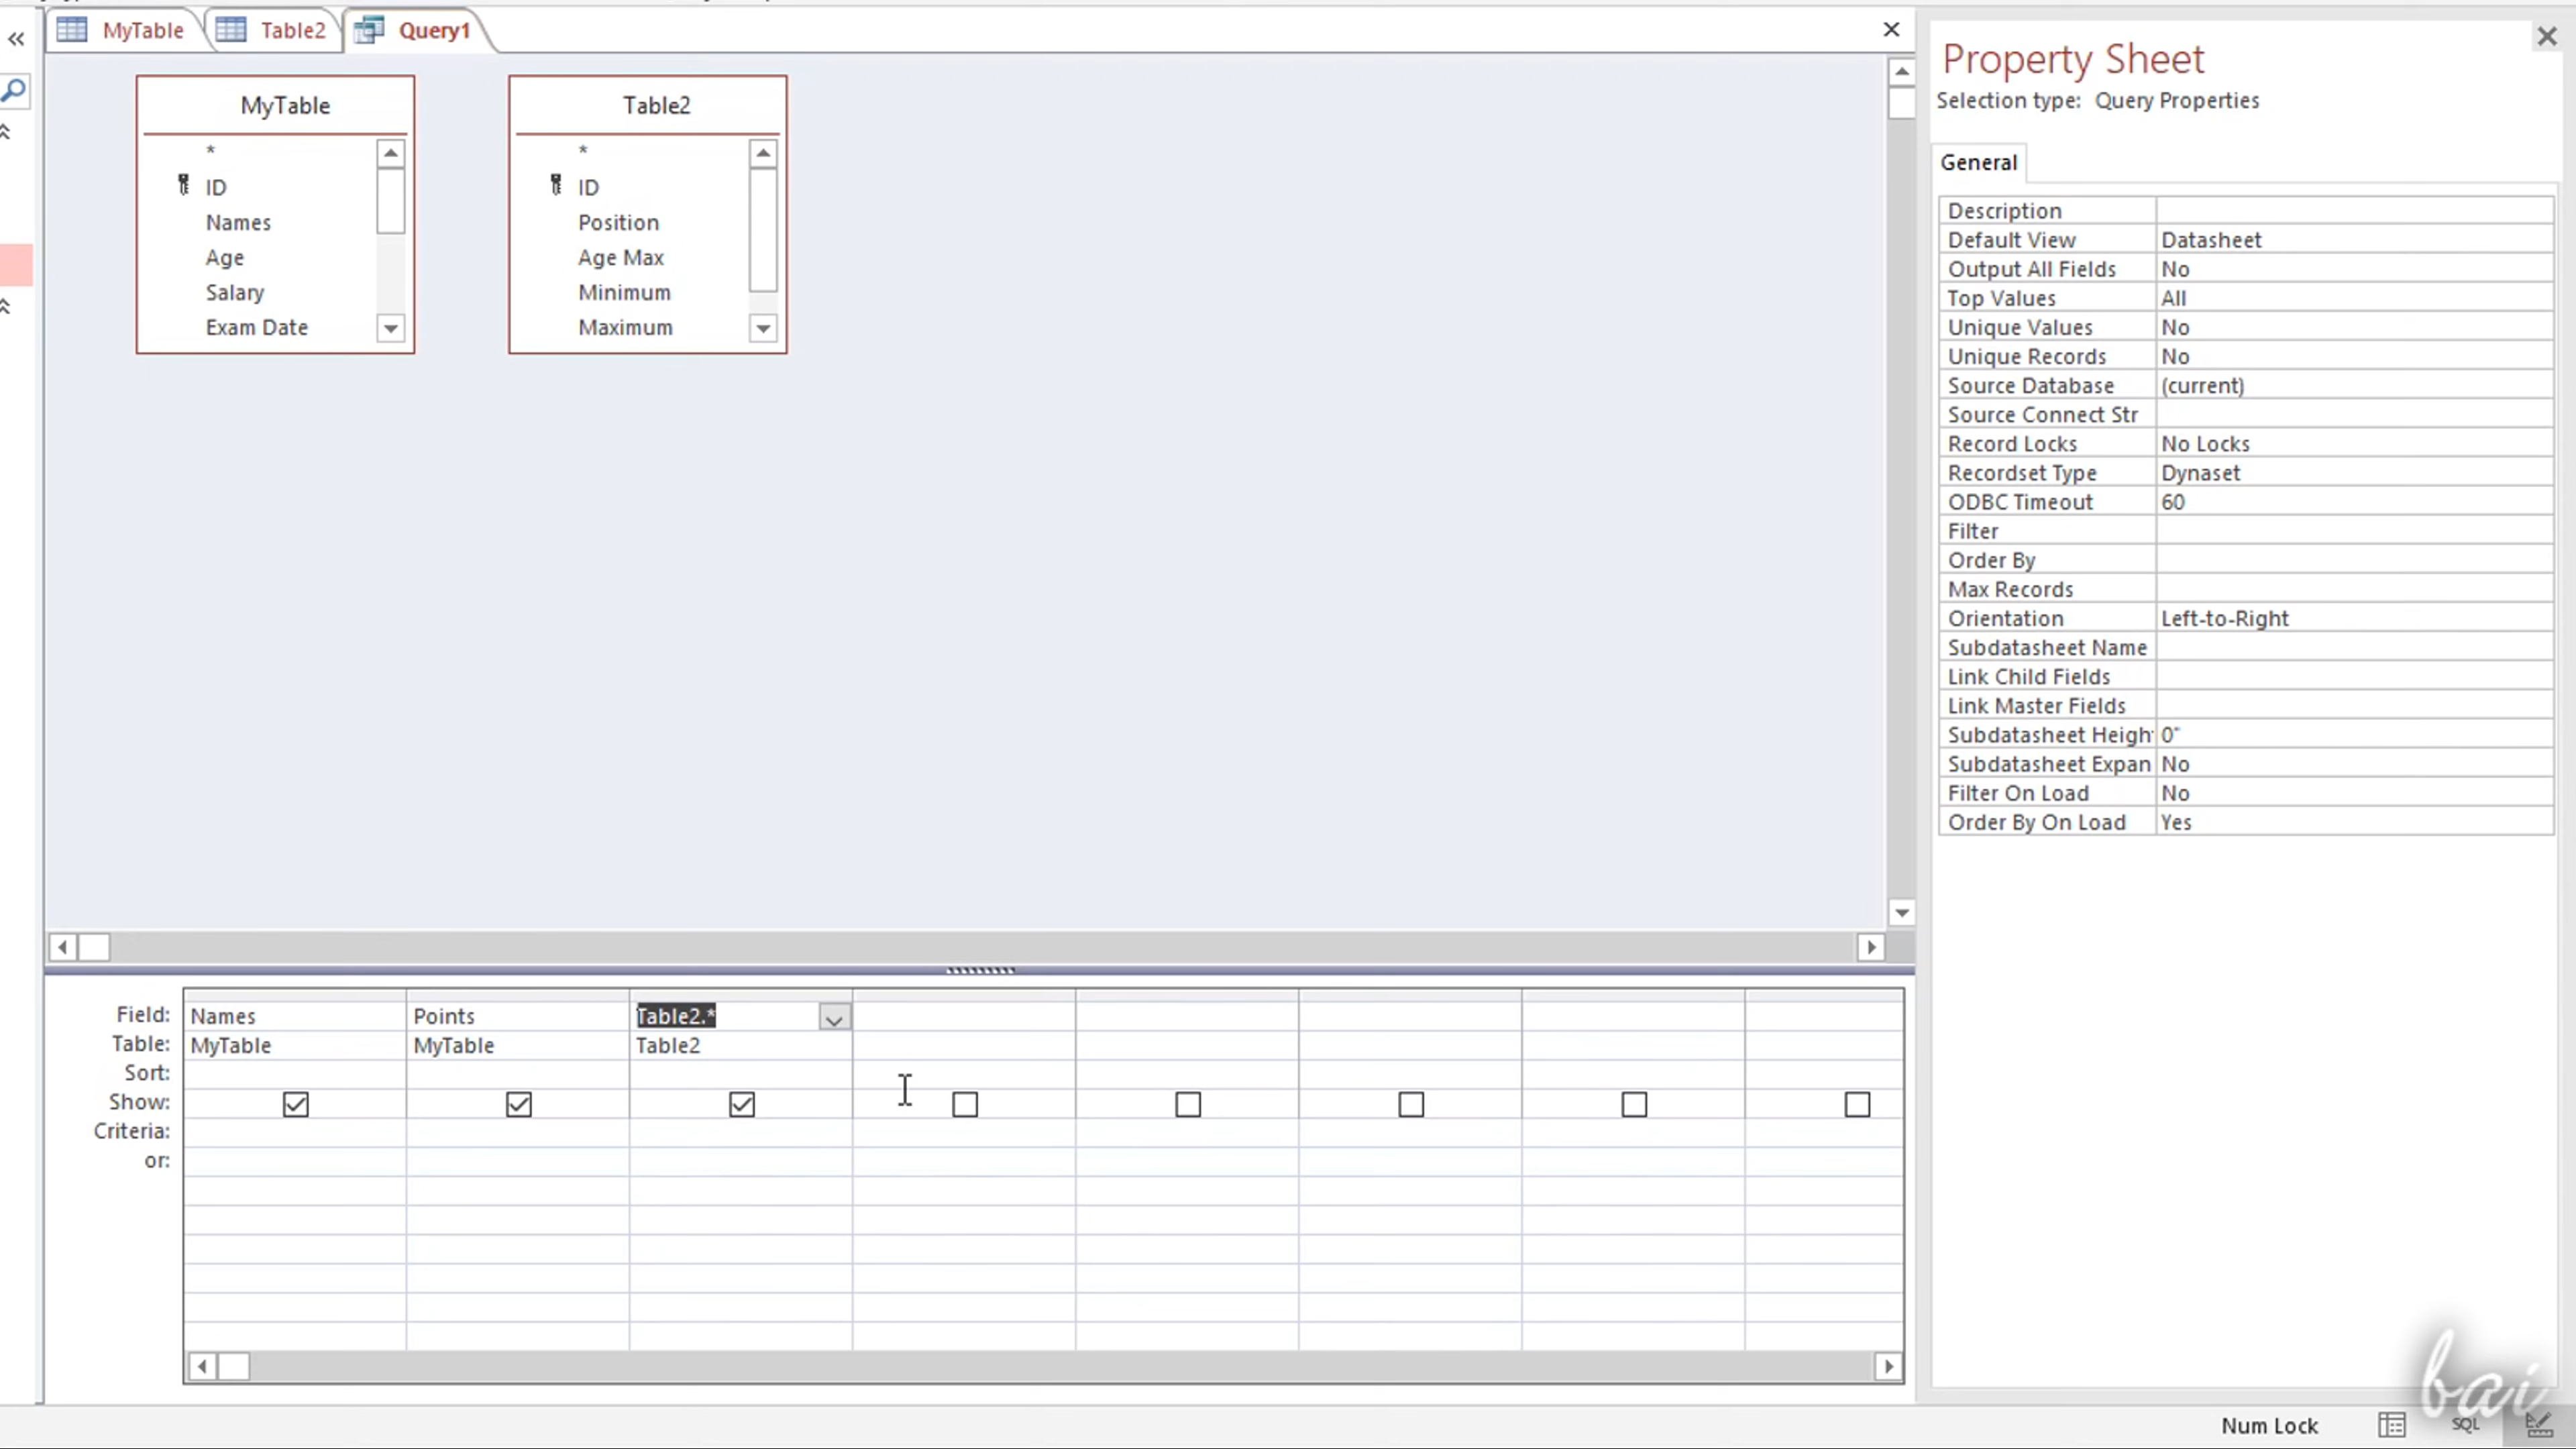 MyTable
Table2
Query1
MyTable
*
ID
Names
Age
Salary
Exam Date
Table2
*
ID
Position
Age Max
Minimum
Maximum
Field: Names Points Table2.*
Table: MyTable MyTable Table2
Sort:
Show:
Criteria:
or:
Property Sheet
Selection type: Query Properties
General
Description
Default View Datasheet
Output All Fields No
Top Values All
Unique Values No
Unique Records No
Source Database (current)
Source Connect Str
Record Locks No Locks
Recordset Type Dynaset
ODBC Timeout 60
Filter
Order By
Max Records
Orientation Left-to-Right
Subdatasheet Name
Link Child Fields
Link Master Fields
Subdatasheet Heigh 0"
Subdatasheet Expan No
Filter On Load No
Order By On Load Yes
bai
Num Lock
SQL